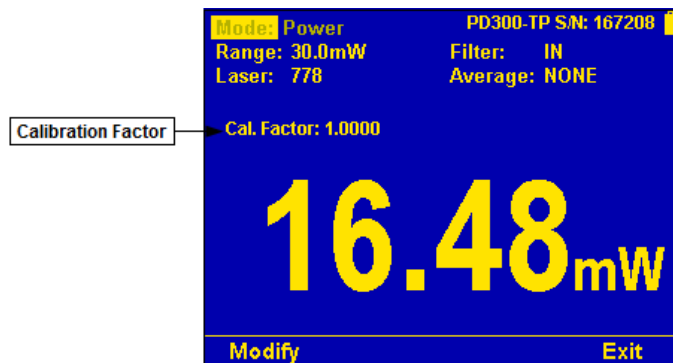 Mode: Power PD300-TP S/N: 167208
Range: 30.0mW Filter: IN
Laser: 778 Average: NONE
Calibration Factor
Cal. Factor: 1.0000
16.48mW
Modify Exit